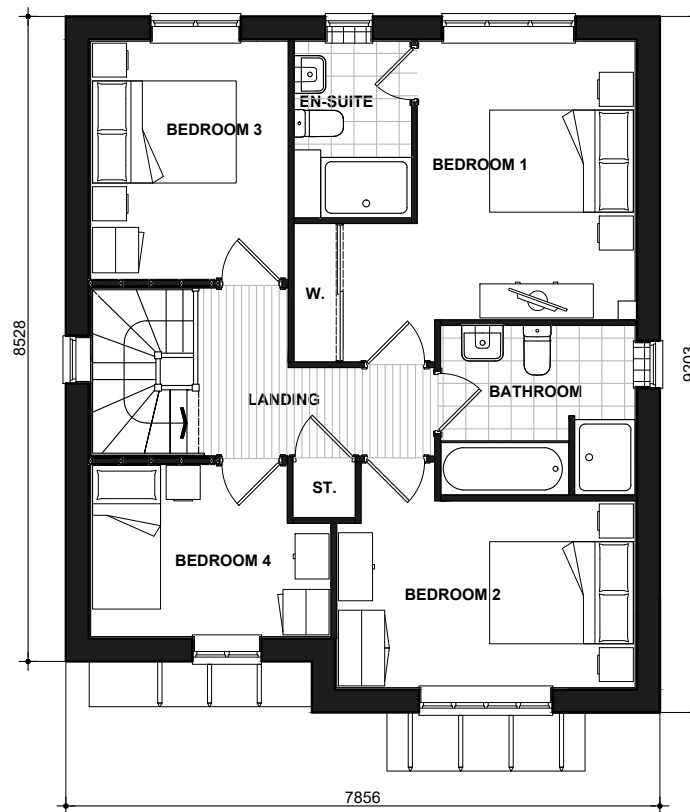 EN-SUITE
BEDROOM 3
BEDROOM 1
W.
8528
9203
BATHROOM
LANDING
ST.
BEDROOM 4
BEDROOM 2
7856